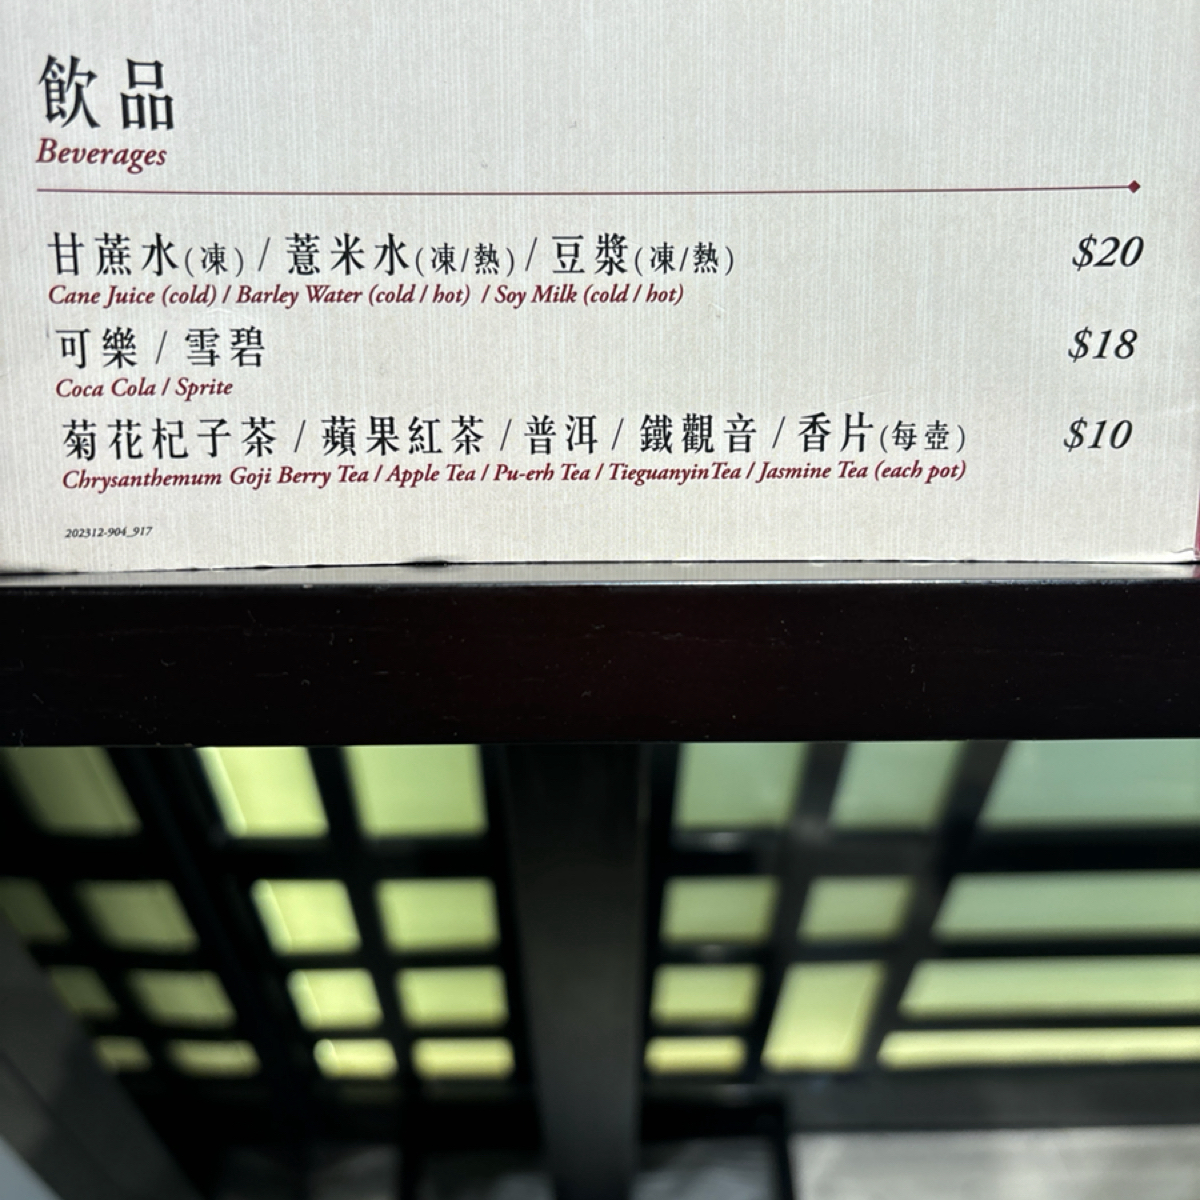 飲品
Beverages
甘蔗水(凍) / 薏米水(凍/熱) / 豆漿(凍/熱) $20
Cane Juice (cold) / Barley Water (cold / hot) / Soy Milk (cold / hot)
可樂 / 雪碧 $18
Coca Cola / Sprite
菊花杞子茶 / 蘋果紅茶 / 普洱 / 鐵觀音 / 香片(每壺) $10
Chrysanthemum Goji Berry Tea / Apple Tea / Pu-erh Tea / Tieguanyin Tea / Jasmine Tea (each pot)
202312-904_917